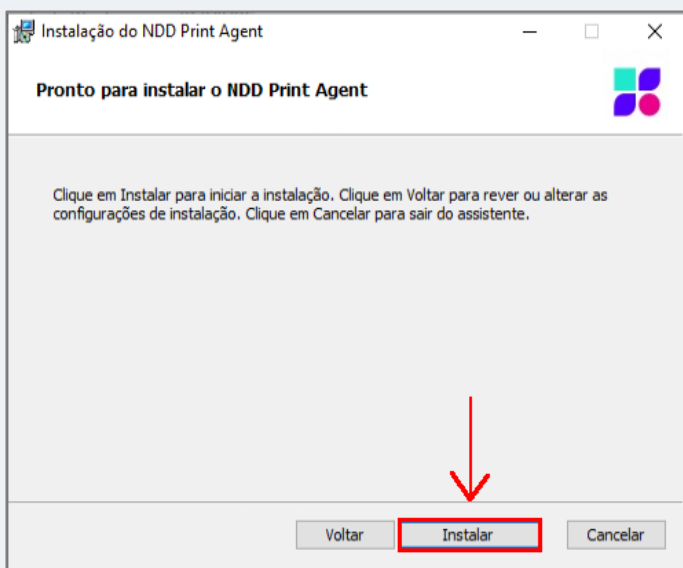 Instalação do NDD Print Agent
Pronto para instalar o NDD Print Agent
Clique em Instalar para iniciar a instalação. Clique em Voltar para rever ou alterar as
configurações de instalação. Clique em Cancelar para sair do assistente.
Voltar
Instalar
Cancelar